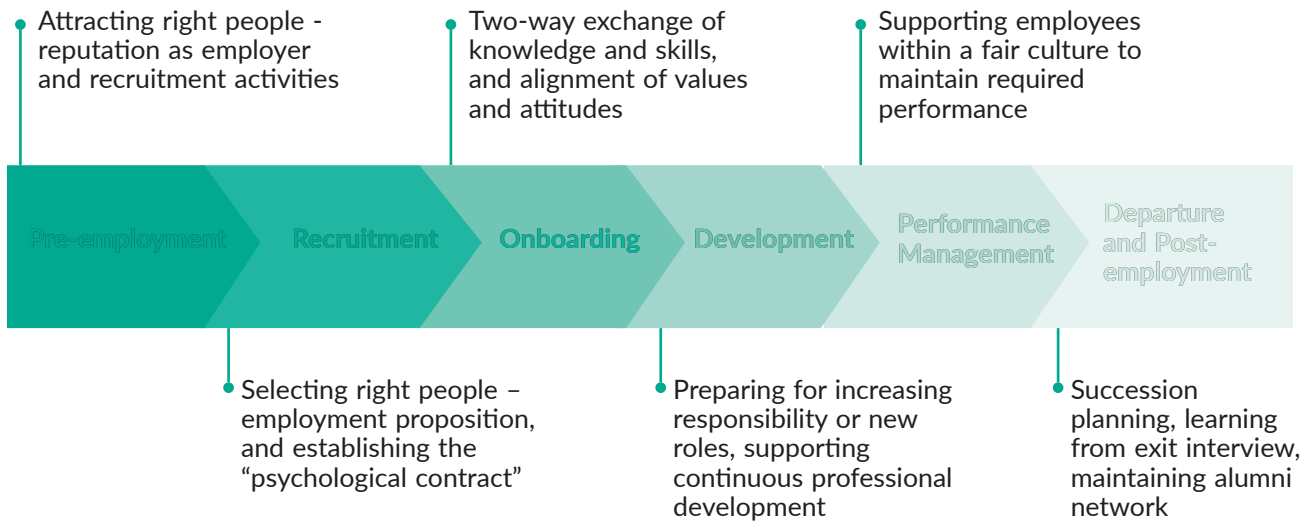 Attracting right people -
reputation as employer
and recruitment activities
Two-way exchange of
knowledge and skills,
and alignment of values
and attitudes
Supporting employees
within a fair culture to
maintain required
performance
Pre-employment
Recruitment
Onboarding
Development
Performance
Management
Departure
and Post-
employment
Selecting right people –
employment proposition,
and establishing the
“psychological contract”
Preparing for increasing
responsibility or new
roles, supporting
continuous professional
development
Succession
planning, learning
from exit interview,
maintaining alumni
network